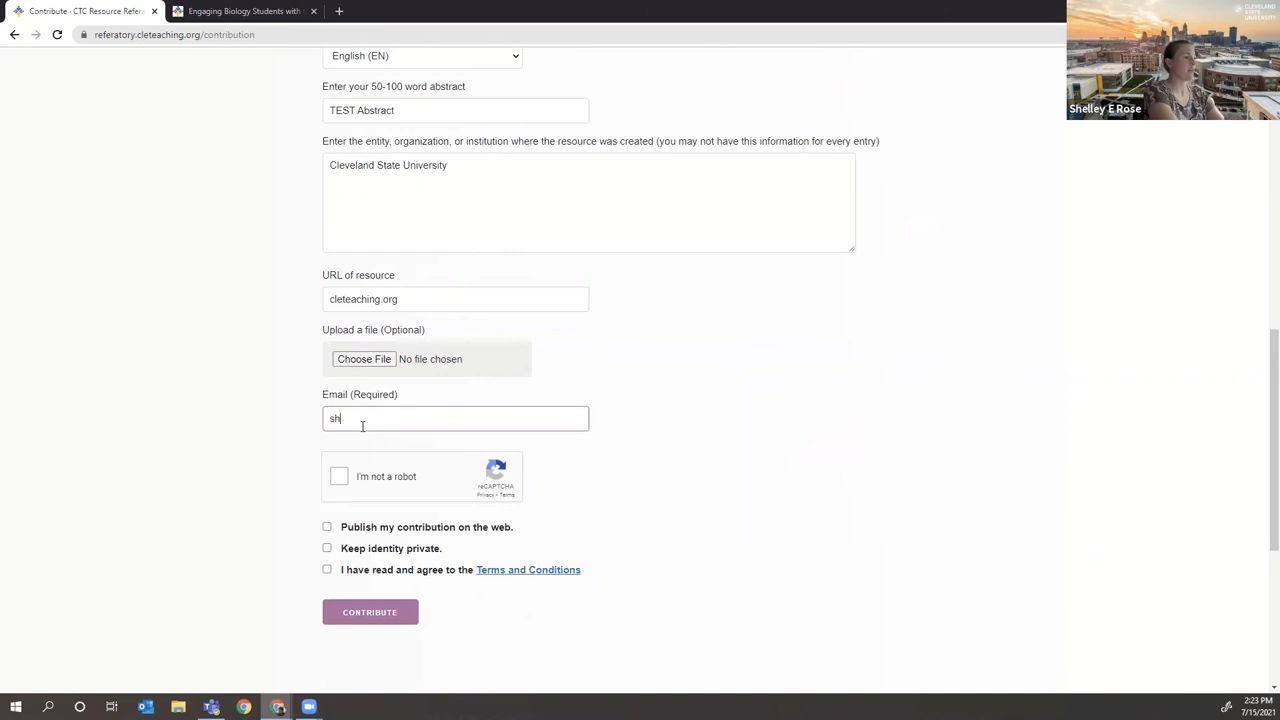 Contribute - CTC Resource Refera
Engaging Biology Students with
referatory.cleteaching.org/contribution
CLEVELAND
STATE
UNIVERSITY
Shelley E Rose
English (EN)
Enter your 50-100 word abstract
TEST Abstract
Enter the entity, organization, or institution where the resource was created (you may not have this information for every entry)
Cleveland State University
URL of resource
cleteaching.org
Upload a file (Optional)
Choose File No file chosen
Email (Required)
sh
I'm not a robot
reCAPTCHA
Privacy - Terms
Publish my contribution on the web.
Keep identity private.
I have read and agree to the Terms and Conditions
CONTRIBUTE
2:23 PM
7/15/2021